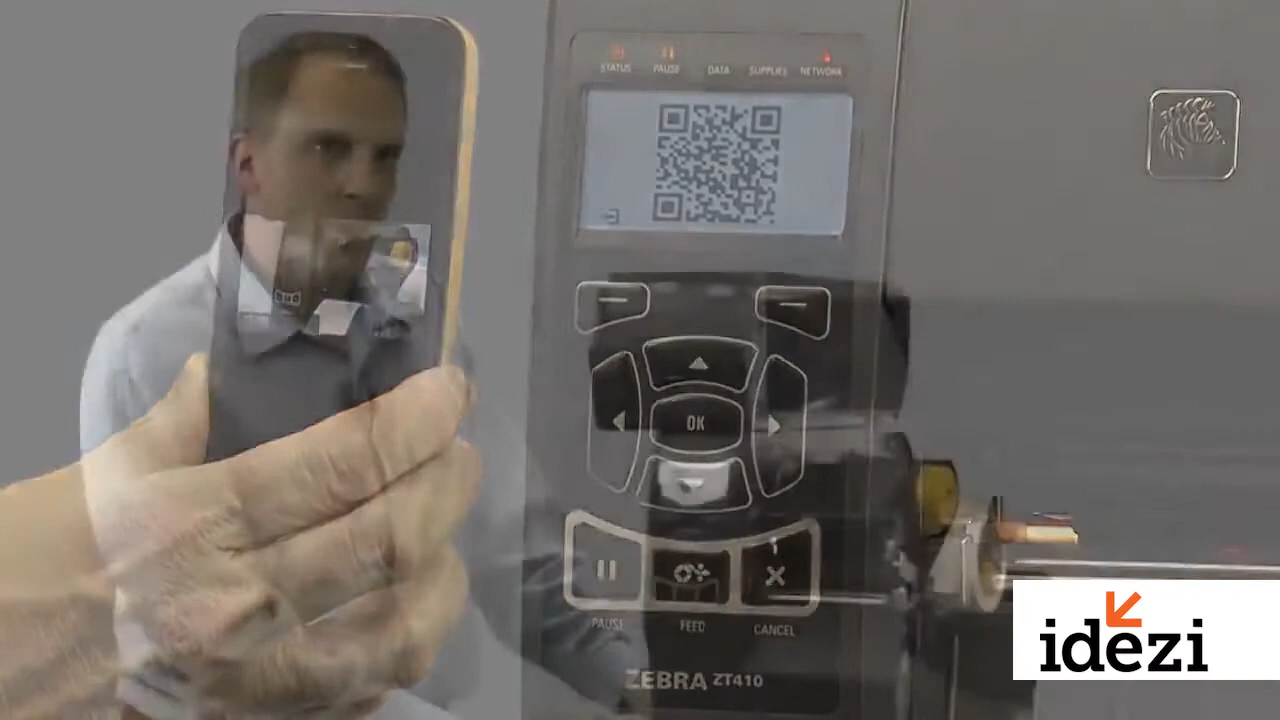 STATUS PAUSE DATA SUPPLIES NETWORK
OK
PAUSE FEED CANCEL
ZEBRA ZT410
idezi